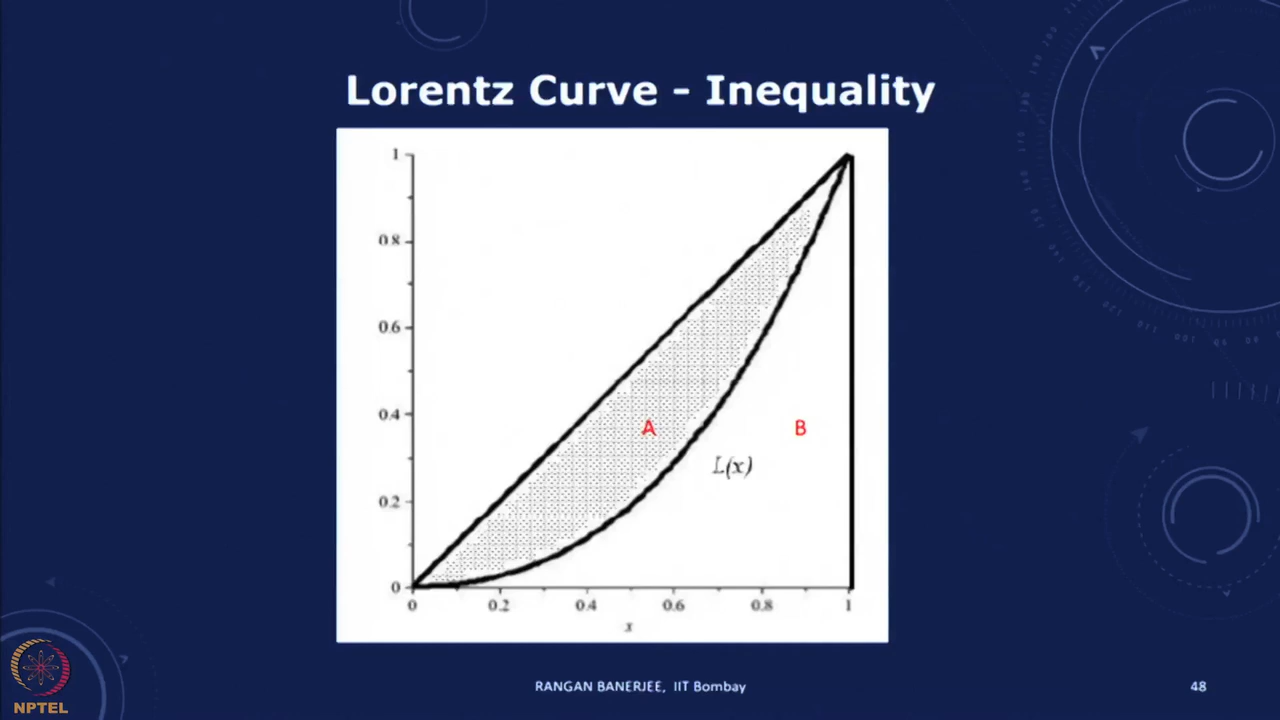 Lorentz Curve - Inequality
1
0.8
0.6
0.4
0.2
0
A
B
L(x)
0 0.2 0.4 0.6 0.8 1
x
RANGAN BANERJEE, IIT Bombay
48
NPTEL